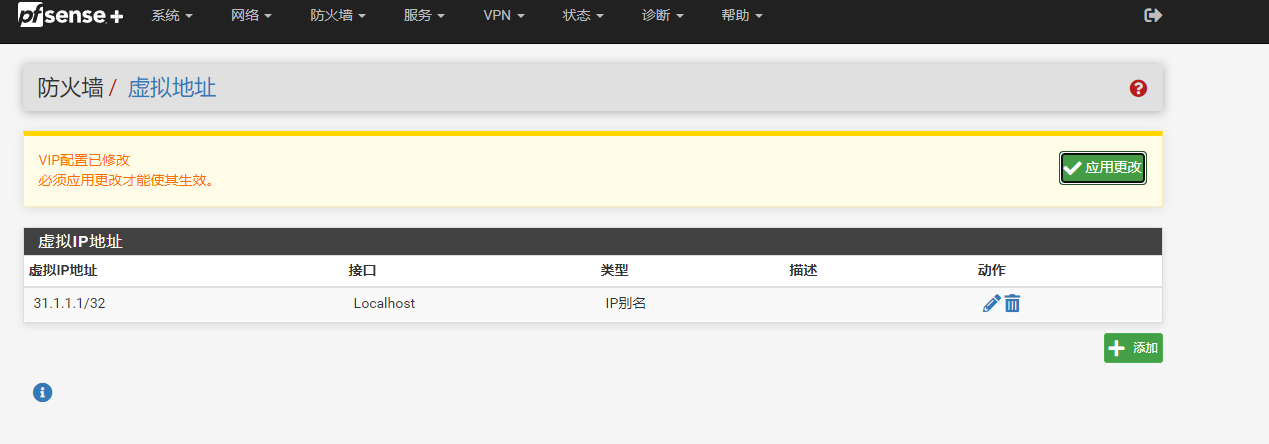 pfsense+ 系统 网络 防火墙 服务 VPN 状态 诊断 帮助
防火墙/ 虚拟地址
VIP配置已修改
必须应用更改才能使其生效。
应用更改
虚拟IP地址
虚拟IP地址 接口 类型 描述 动作
31.1.1.1/32 Localhost IP别名
添加